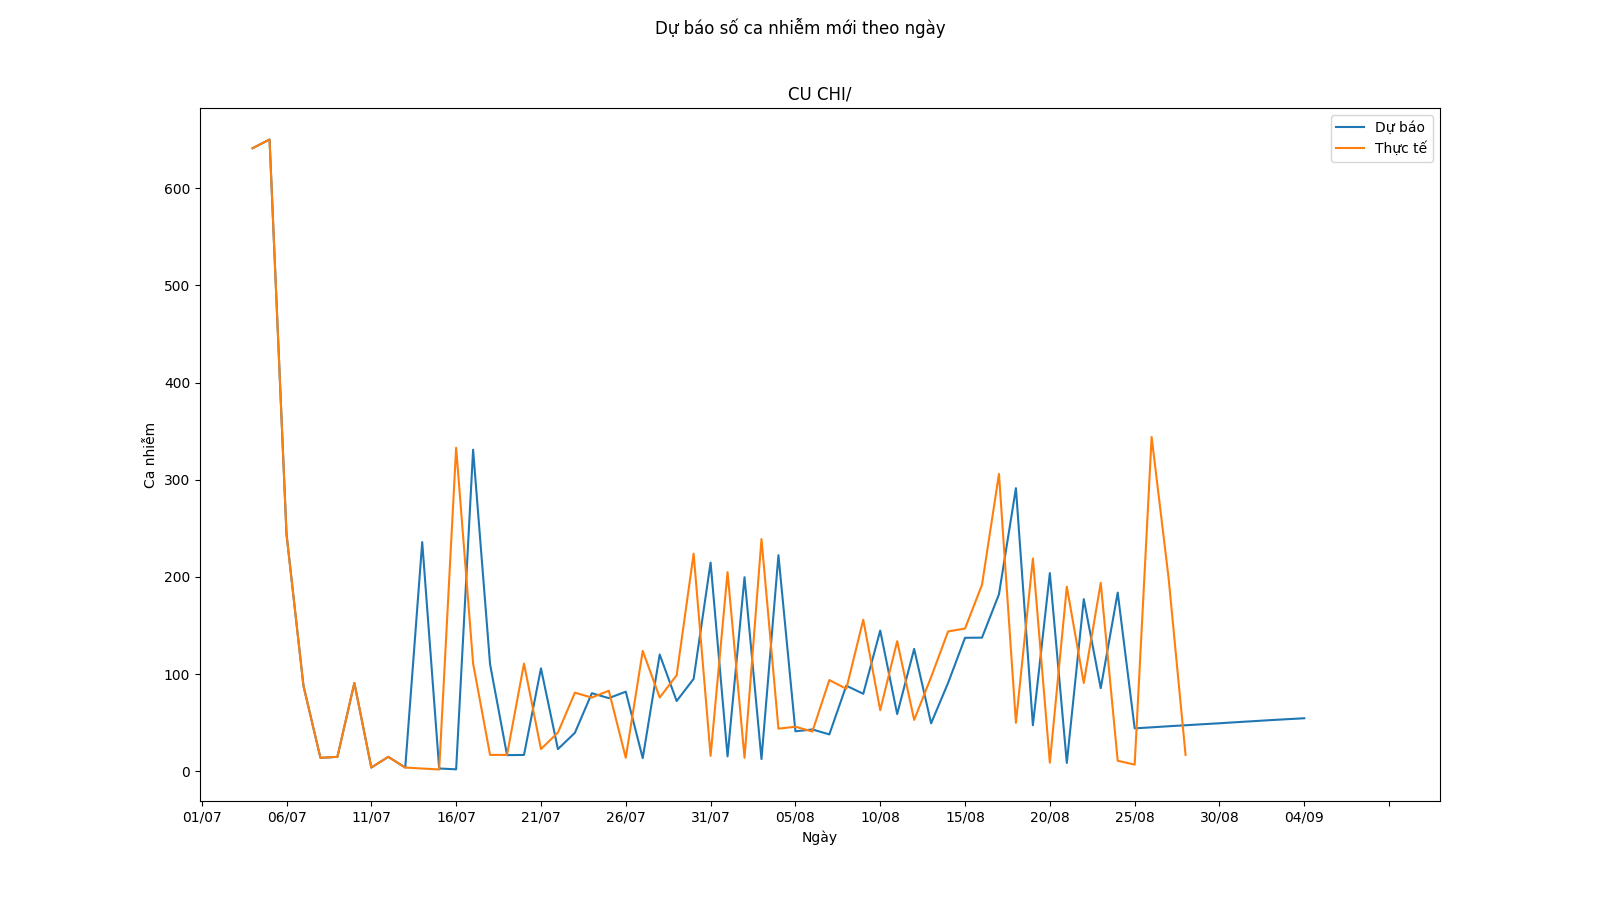 Dự báo số ca nhiễm mới theo ngày
CU CHI/
Dự báo
Thực tế
Ca nhiễm
600
500
400
300
200
100
0
01/07 06/07 11/07 16/07 21/07 26/07 31/07 05/08 10/08 15/08 20/08 25/08 30/08 04/09
Ngày